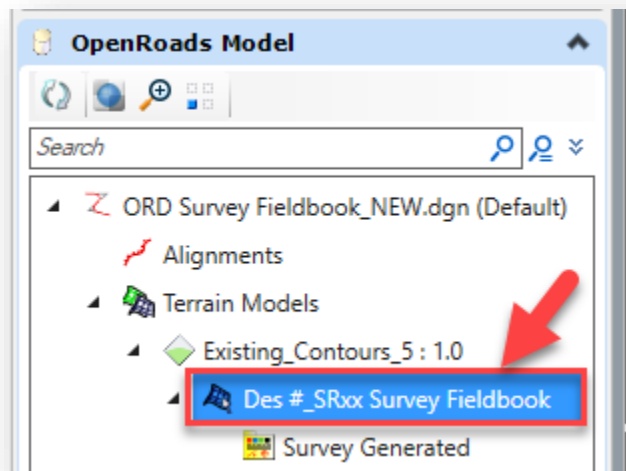 OpenRoads Model
Search
ORD Survey Fieldbook_NEW.dgn (Default)
Alignments
Terrain Models
Existing_Contours_5 : 1.0
Des #_SRxx Survey Fieldbook
Survey Generated